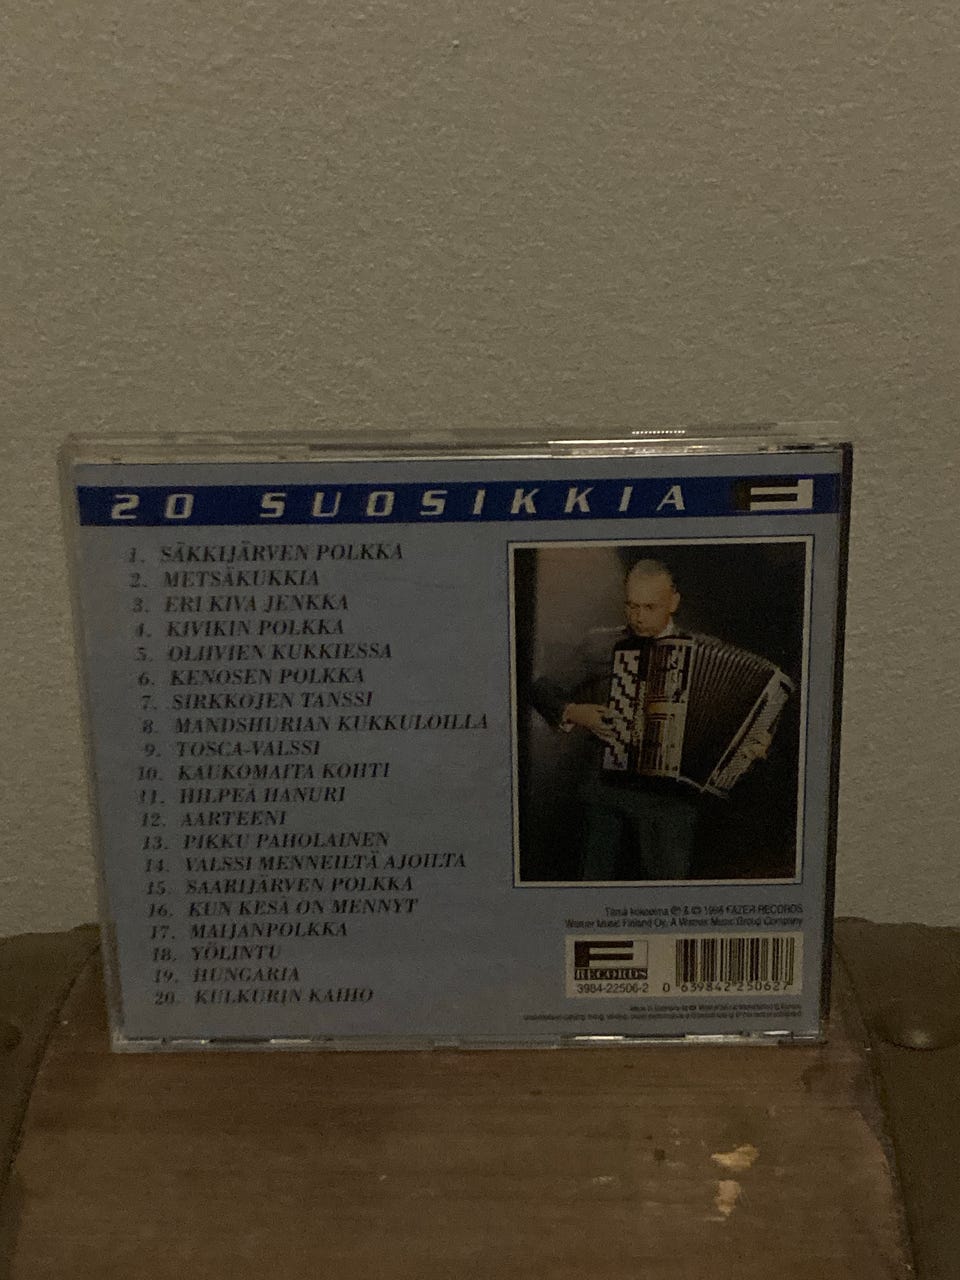 20 SUOSIKKIA F
1. SÄKKIJÄRVEN POLKKA
2. METSÄKUKKIA
3. ERI KIVA JENKKA
4. KIVIKIN POLKKA
5. OLIIVIEN KUKKIESSA
6. KENOSEN POLKKA
7. SIRKKOJEN TANSSI
8. MANDSHURIAN KUKKULOILLA
9. TOSCA-VALSSI
10. KAUKOMAITA KOHTI
11. HILPEÄ HANURI
12. AARTEENI
13. PIKKU PAHOLAINEN
14. VALSSI MENNEILTÄ AJOILTA
15. SAARIJÄRVEN POLKKA
16. KUN KESÄ ON MENNYT
17. MAIJANPOLKKA
18. YÖLINTU
19. HUNGARIA
20. KULKURIN KAIHO
Tämä kokoelma ℗ & © 1998 FAZER RECORDS
Warner Music Finland Oy, A Warner Music Group Company
F
RECORDS
3984-22506-2
0 639842 250627